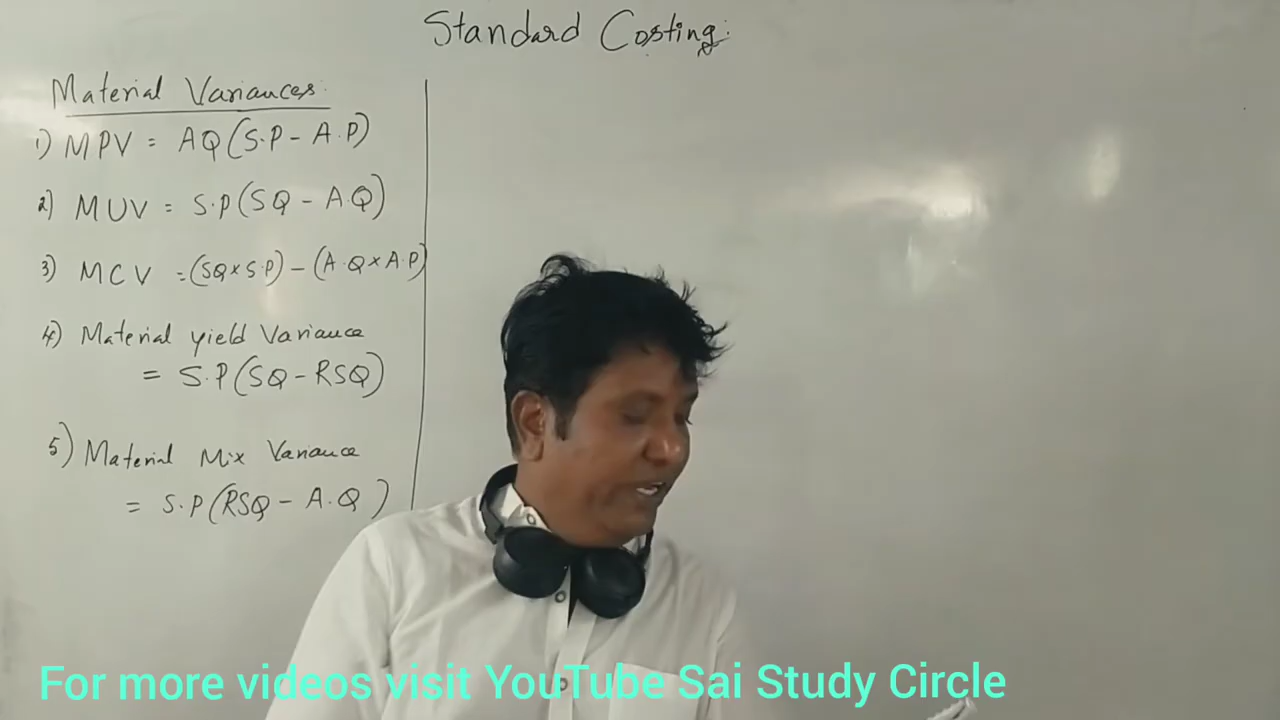 Standard Costing:
Material Variances
1) MPV = AQ(S.P - A.P)
2) MUV = S.P(SQ - A.Q)
3) MCV = (SQ×S.P) - (A.Q×A.P)
4) Material yield Variance
= S.P(SQ - RSQ)
5) Material Mix Variance
= S.P(RSQ - A.Q)
For more videos visit YouTube Sai Study Circle